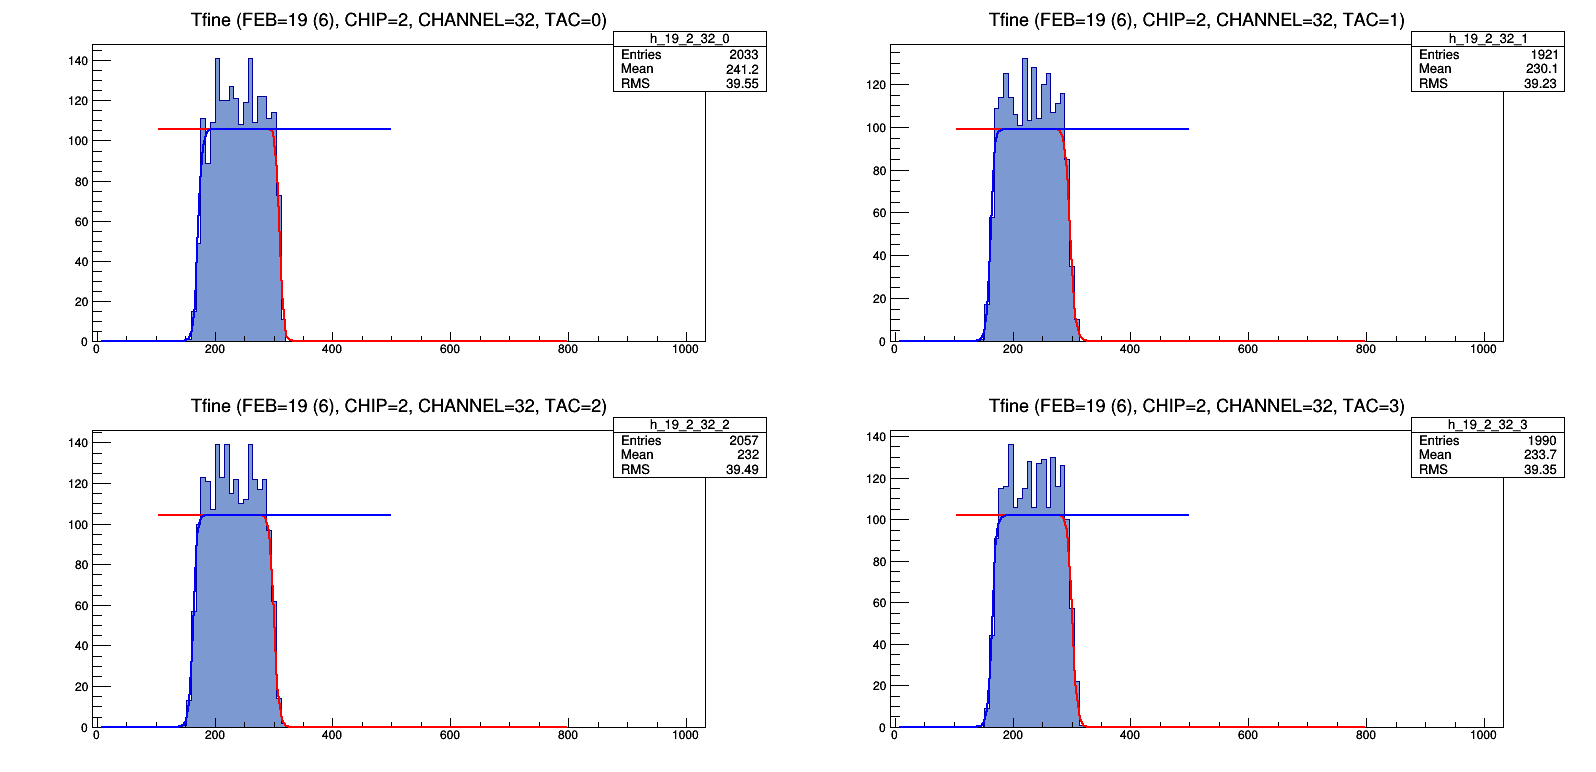 Tfine (FEB=19 (6), CHIP=2, CHANNEL=32, TAC=0)
h_19_2_32_0
Entries 2033
Mean 241.2
RMS 39.55
140
120
100
80
60
40
20
0
0 200 400 600 800 1000
Tfine (FEB=19 (6), CHIP=2, CHANNEL=32, TAC=1)
h_19_2_32_1
Entries 1921
Mean 230.1
RMS 39.23
120
100
80
60
40
20
0
0 200 400 600 800 1000
Tfine (FEB=19 (6), CHIP=2, CHANNEL=32, TAC=2)
h_19_2_32_2
Entries 2057
Mean 232
RMS 39.49
140
120
100
80
60
40
20
0
0 200 400 600 800 1000
Tfine (FEB=19 (6), CHIP=2, CHANNEL=32, TAC=3)
h_19_2_32_3
Entries 1990
Mean 233.7
RMS 39.35
140
120
100
80
60
40
20
0
0 200 400 600 800 1000